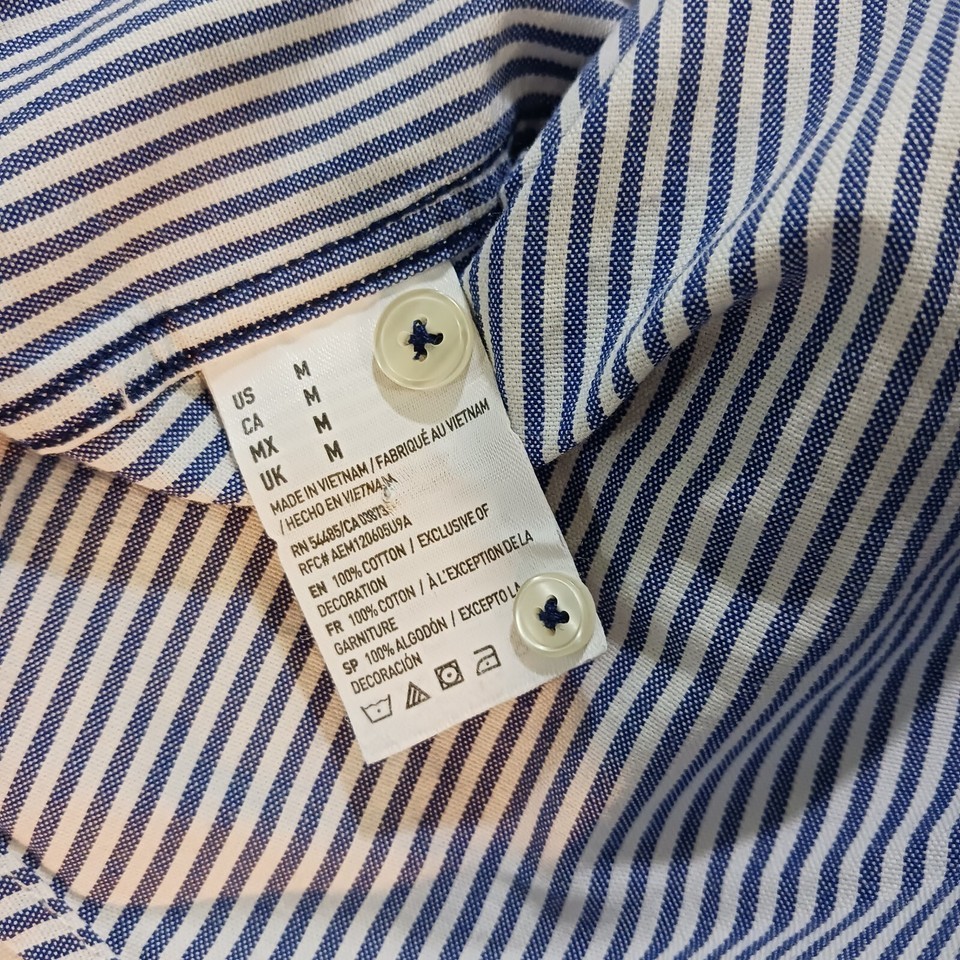 US M
CA M
MX M
UK M
MADE IN VIETNAM / FABRIQUÉ AU VIETNAM
/ HECHO EN VIETNAM
RN 54485/CA
RFC# AEM120605U9A
EN 100% COTTON / EXCLUSIVE OF
DECORATION
FR 100% COTON / À L'EXCEPTION DE LA
GARNITURE
SP 100% ALGODÓN / EXCEPTO LA
DECORACIÓN